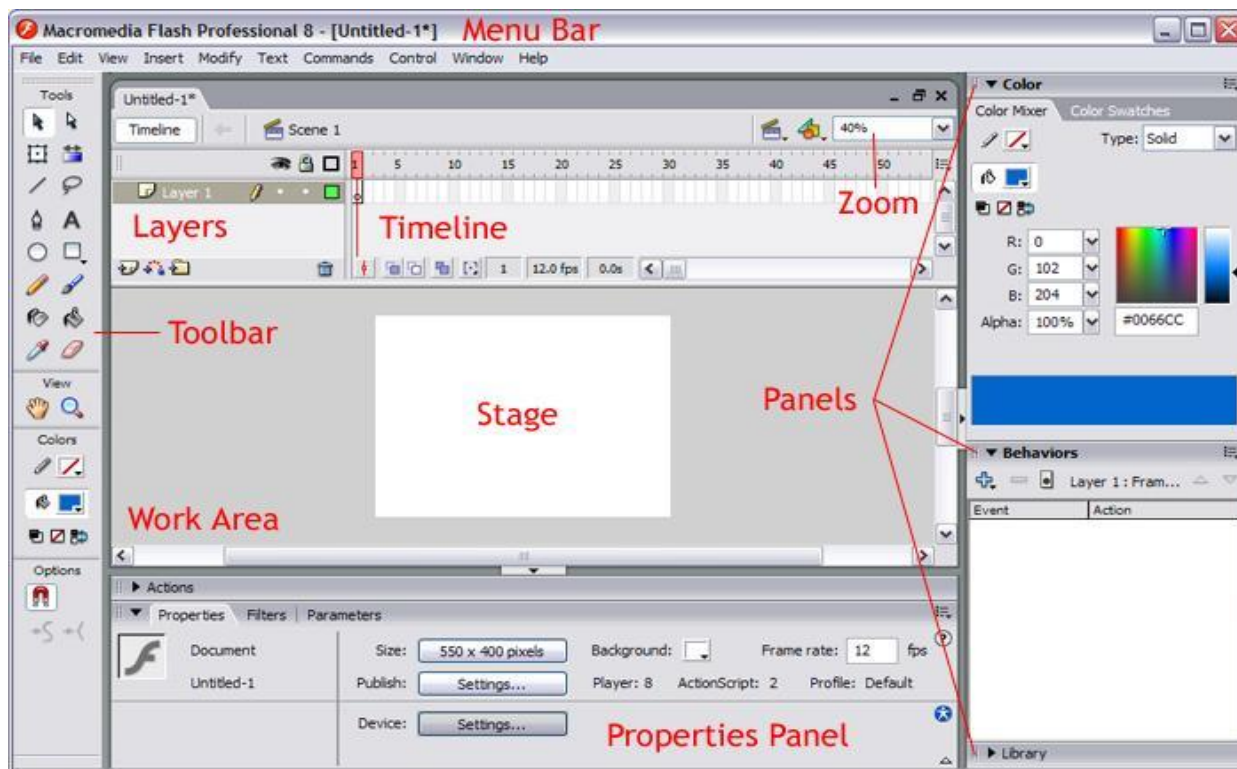 Macromedia Flash Professional 8 - [Untitled-1*]
Menu Bar
File Edit View Insert Modify Text Commands Control Window Help
Tools
A
View
Colors
Options
Toolbar
Untitled-1*
Timeline
Scene 1
40%
Zoom
1 5 10 15 20 25 30 35 40 45 50
Layer 1
Layers
Timeline
1 12.0 fps 0.0s
Stage
Work Area
Panels
Actions
Properties Filters Parameters
Document
Untitled-1
Size: 550 x 400 pixels
Background:
Frame rate: 12 fps
Publish: Settings...
Player: 8 ActionScript: 2 Profile: Default
Device: Settings...
Properties Panel
Color
Color Mixer Color Swatches
Type: Solid
R: 0
G: 102
B: 204
Alpha: 100%
#0066CC
Behaviors
Layer 1 : Fram...
Event Action
Library